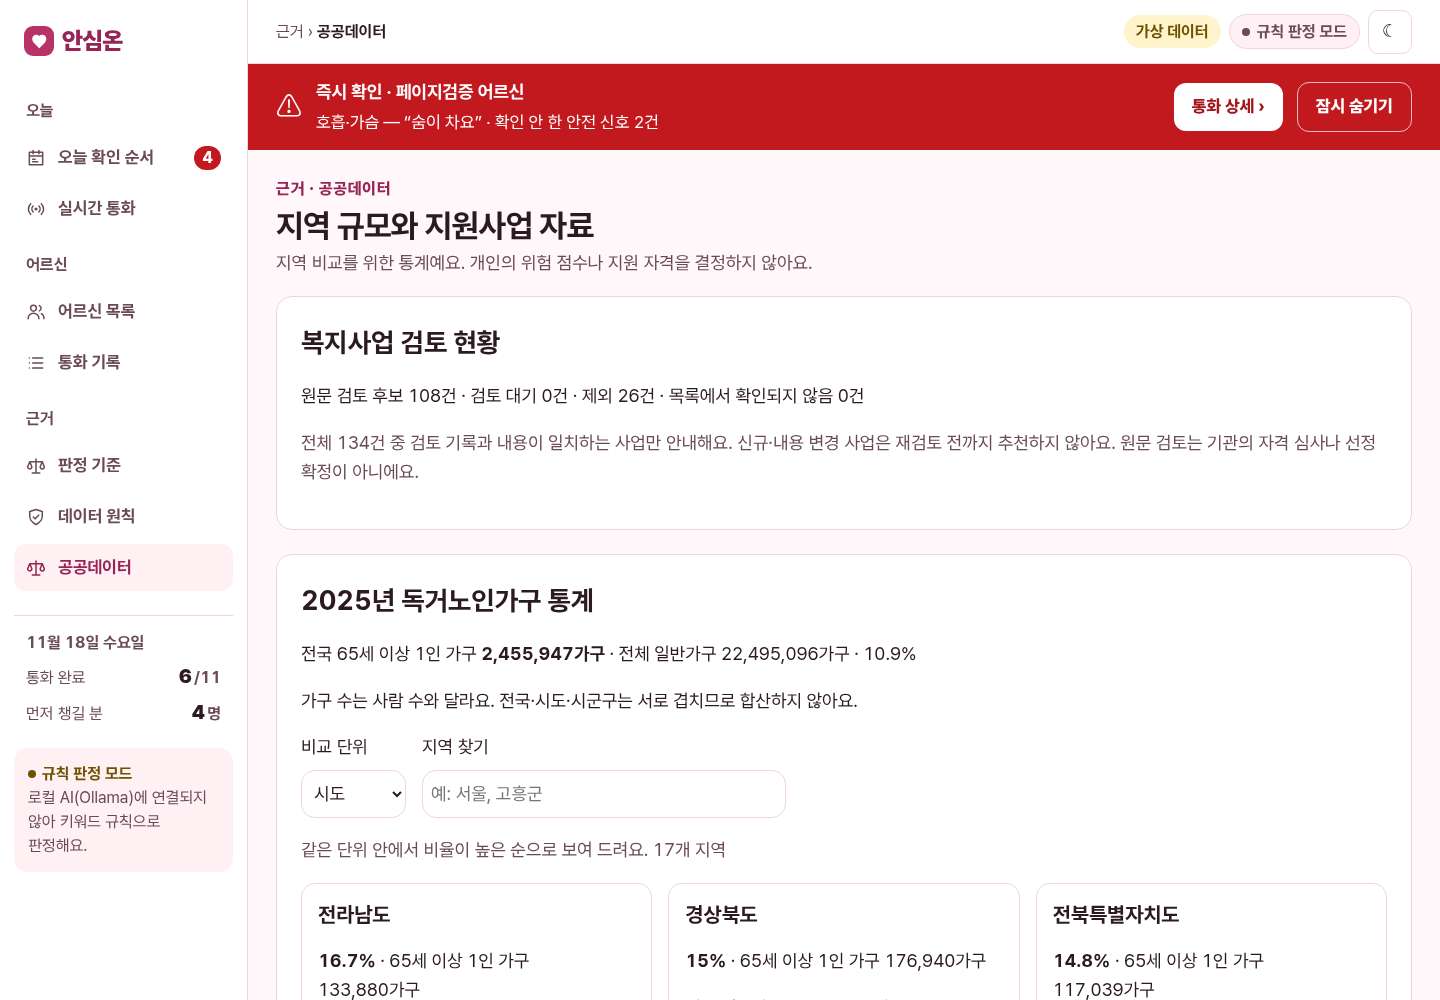 안심온
오늘
오늘 확인 순서 4
실시간 통화
어르신
어르신 목록
통화 기록
근거
판정 기준
데이터 원칙
공공데이터
11월 18일 수요일
통화 완료 6/11
먼저 챙길 분 4명
규칙 판정 모드
로컬 AI(Ollama)에 연결되지
않아 키워드 규칙으로
판정해요.
근거 › 공공데이터
가상 데이터
규칙 판정 모드
즉시 확인 · 페이지검증 어르신
호흡·가슴 — “숨이 차요” · 확인 안 한 안전 신호 2건
통화 상세 ›
잠시 숨기기
근거 · 공공데이터
지역 규모와 지원사업 자료
지역 비교를 위한 통계예요. 개인의 위험 점수나 지원 자격을 결정하지 않아요.
복지사업 검토 현황
원문 검토 후보 108건 · 검토 대기 0건 · 제외 26건 · 목록에서 확인되지 않음 0건
전체 134건 중 검토 기록과 내용이 일치하는 사업만 안내해요. 신규·내용 변경 사업은 재검토 전까지 추천하지 않아요. 원문 검토는 기관의 자격 심사나 선정
확정이 아니에요.
2025년 독거노인가구 통계
전국 65세 이상 1인 가구 2,455,947가구 · 전체 일반가구 22,495,096가구 · 10.9%
가구 수는 사람 수와 달라요. 전국·시도·시군구는 서로 겹치므로 합산하지 않아요.
비교 단위
지역 찾기
시도
예: 서울, 고흥군
같은 단위 안에서 비율이 높은 순으로 보여 드려요. 17개 지역
전라남도
16.7% · 65세 이상 1인 가구
133,880가구
경상북도
15% · 65세 이상 1인 가구 176,940가구
전북특별자치도
14.8% · 65세 이상 1인 가구
117,039가구